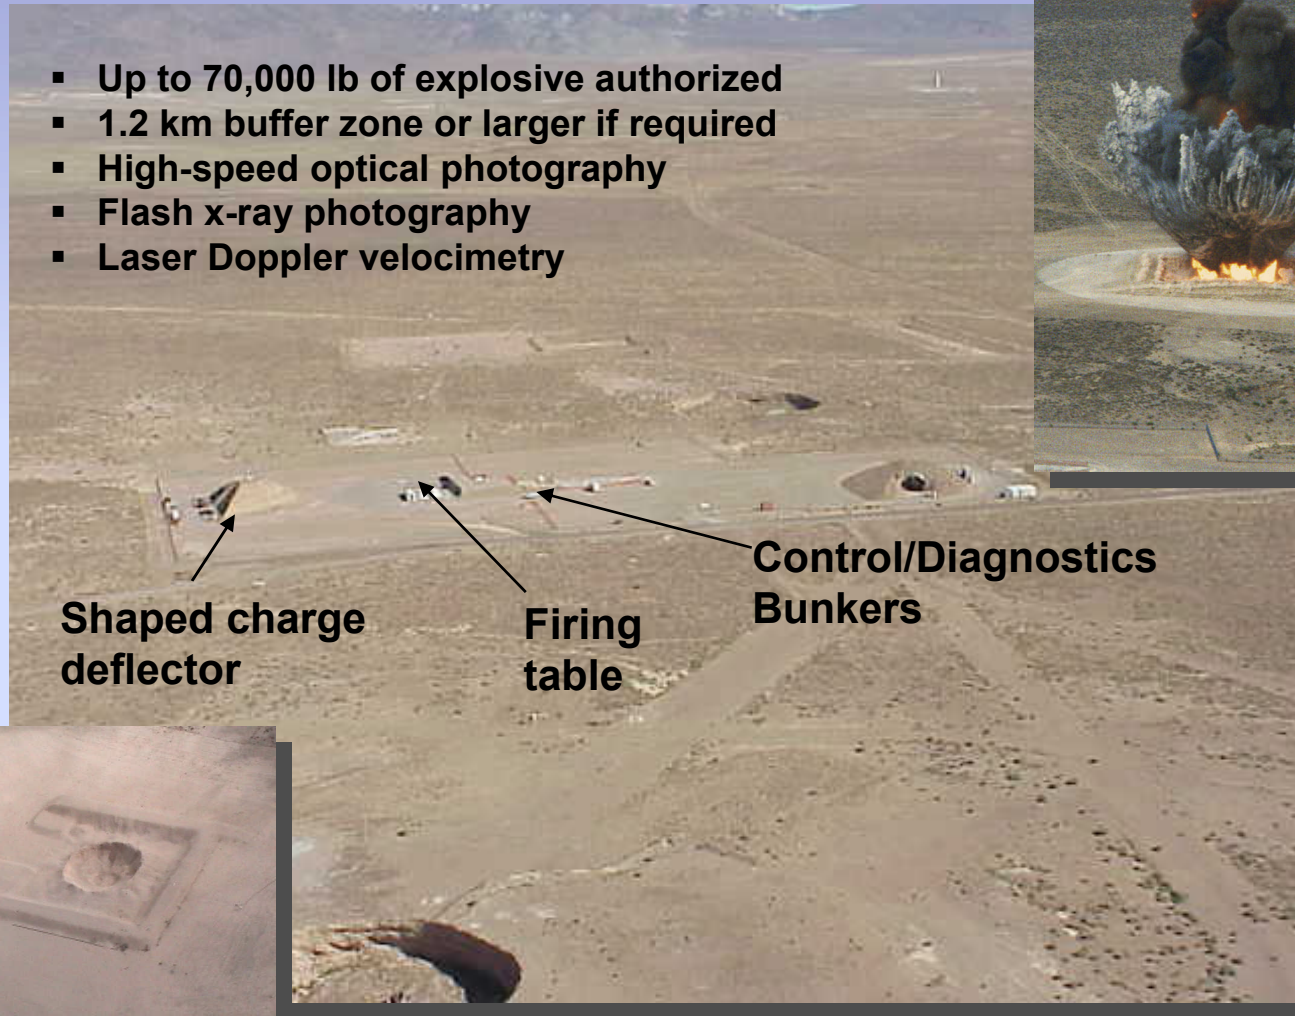 ▪ Up to 70,000 lb of explosive authorized
▪ 1.2 km buffer zone or larger if required
▪ High-speed optical photography
▪ Flash x-ray photography
▪ Laser Doppler velocimetry
Control/Diagnostics
Bunkers
Shaped charge
deflector
Firing
table